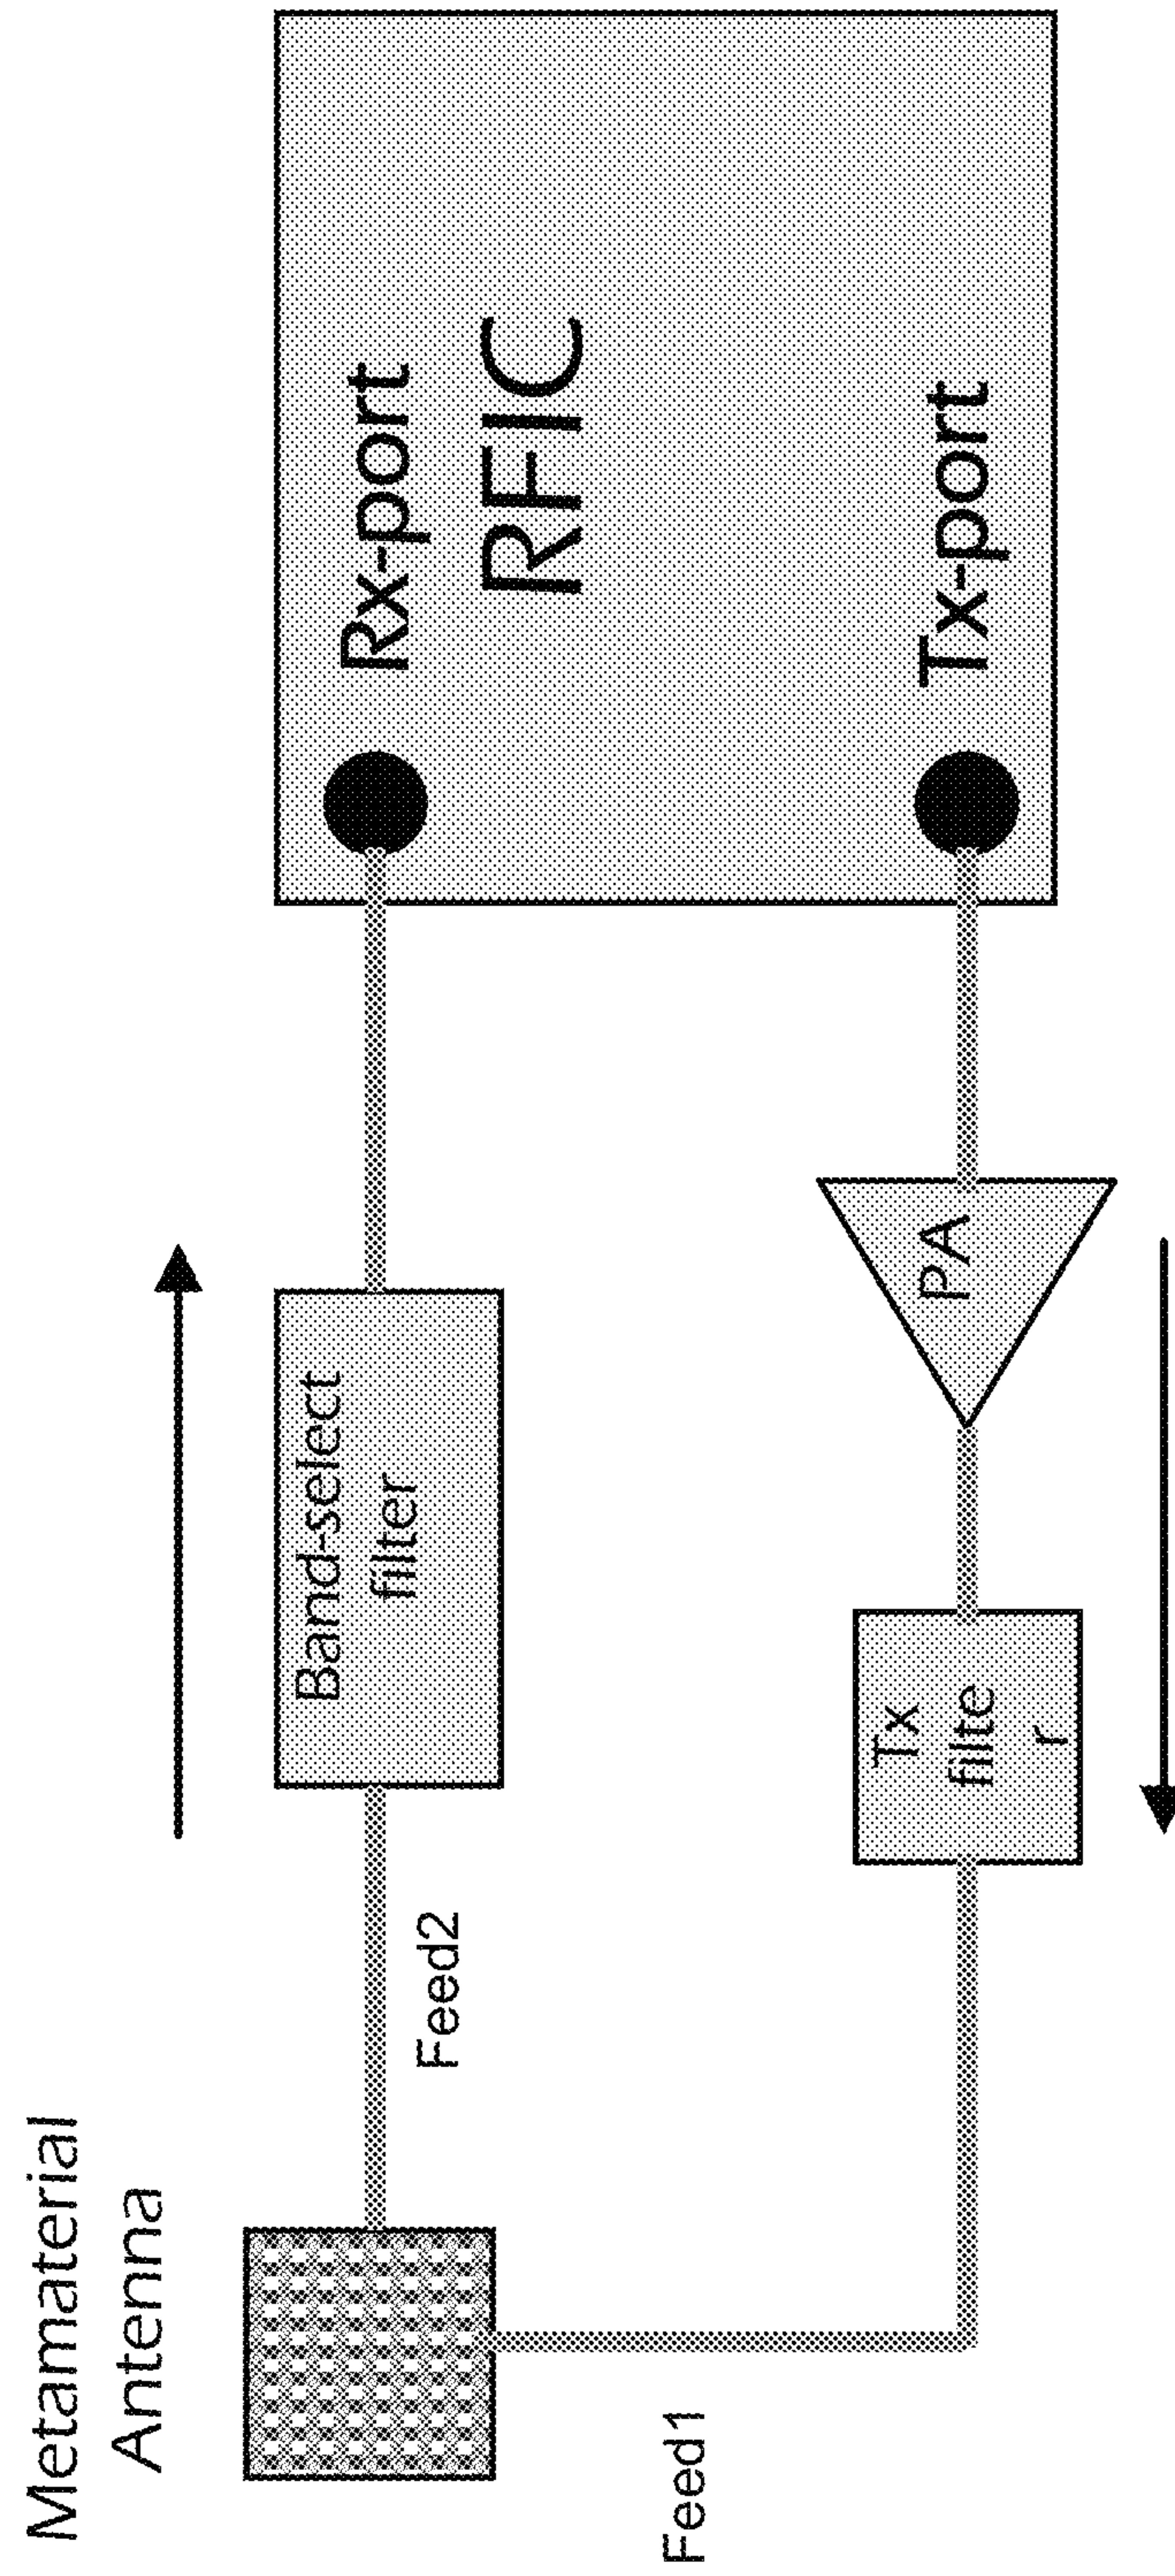 Metamaterial
Antenna
Feed2
Band-select
filter
Rx-port
RFIC
Feed1
Tx
filte
r
PA
Tx-port